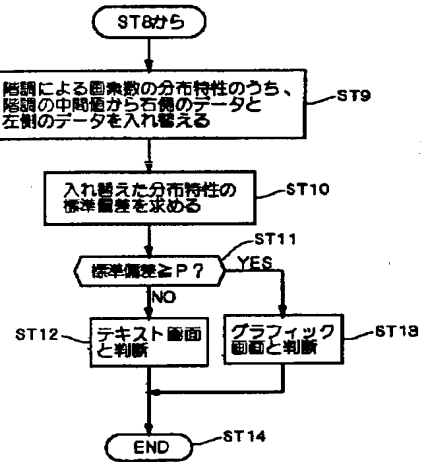 ST8から
階調による画素数の分布特性のうち、
階調の中間値から右側のデータと
左側のデータを入れ替える
ST9
入れ替えた分布特性の
標準偏差を求める
ST10
標準偏差≧P?
ST11
YES
NO
ST12
テキスト画面
と判断
グラフィック
画面と判断
ST13
END
ST14